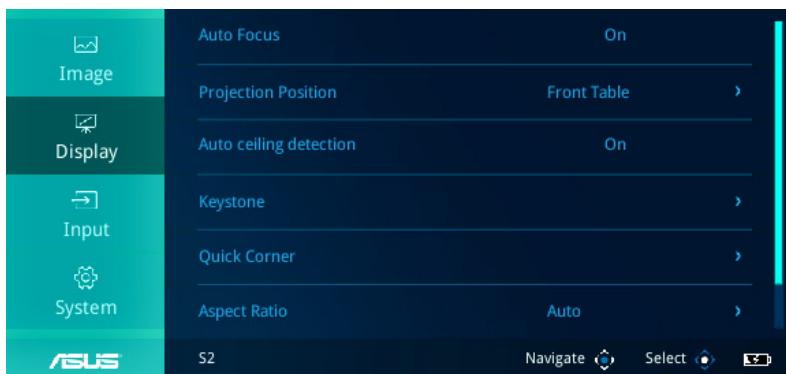 Image
Display
Input
System
Auto Focus On
Projection Position Front Table
Auto ceiling detection On
Keystone
Quick Corner
Aspect Ratio Auto
ASUS S2 Navigate Select